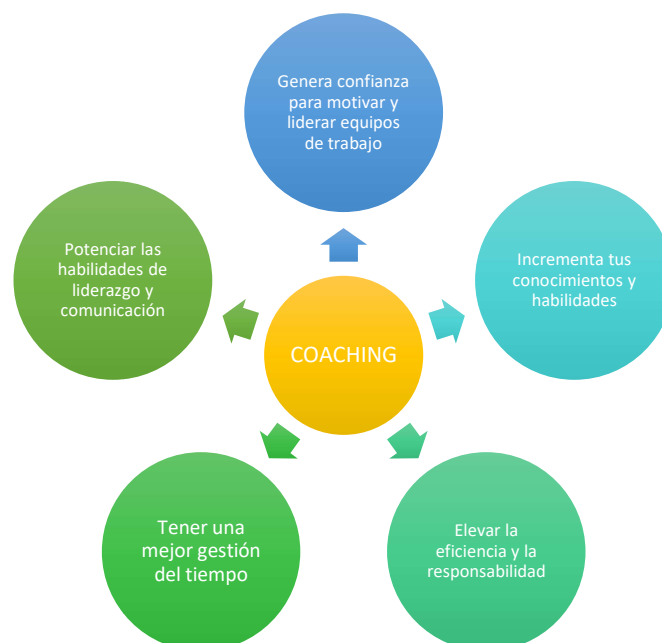 Genera confianza
para motivar y
liderar equipos
de trabajo
Potenciar las
habilidades de
liderazgo y
comunicación
Incrementa tus
conocimientos y
habilidades
COACHING
Tener una
mejor gestión
del tiempo
Elevar la
eficiencia y la
responsabilidad